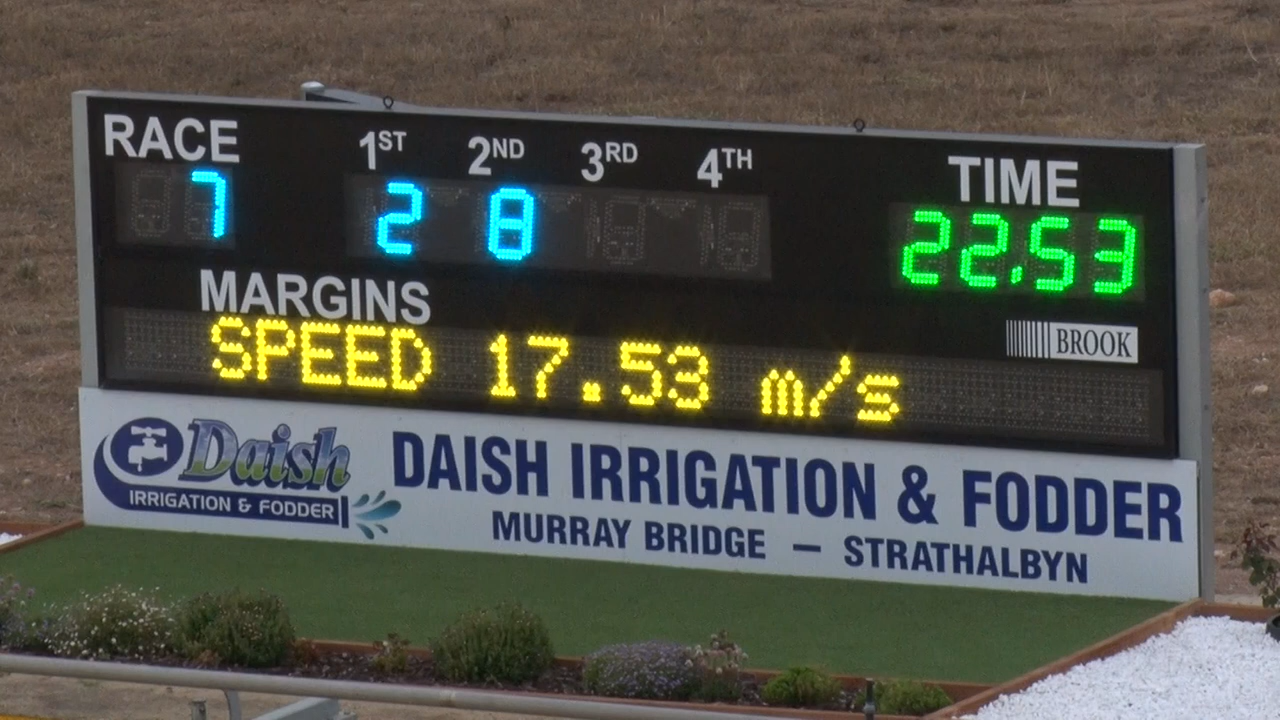 RACE 1ST 2ND 3RD 4TH TIME
7 2 8 22.53
MARGINS
BROOK
SPEED 17.53 m/s
Daish
IRRIGATION & FODDER
DAISH IRRIGATION & FODDER
MURRAY BRIDGE – STRATHALBYN